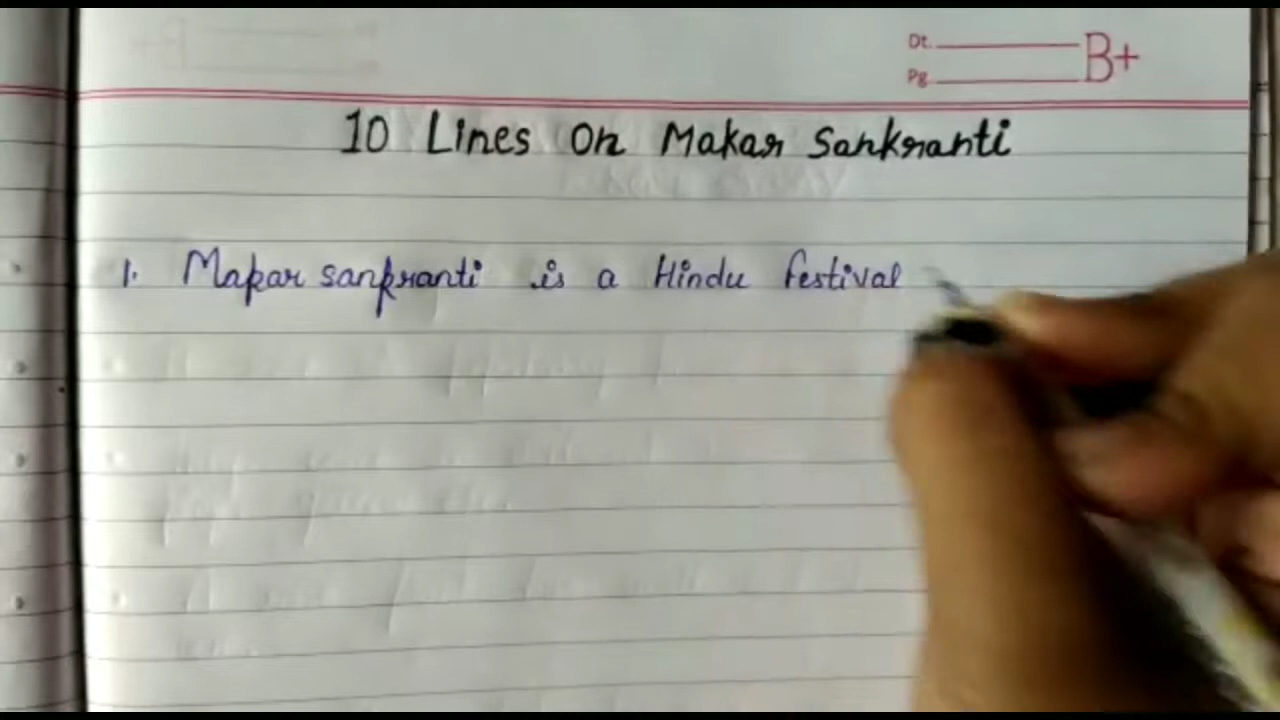 Dt.
Pg.
B+
10 Lines On Makar Sankranti
1. Makar sankranti is a Hindu festival